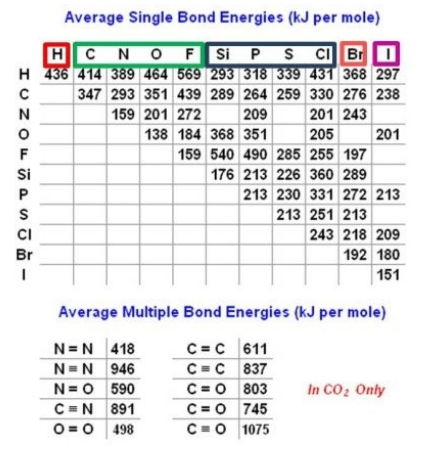 Average Single Bond Energies (kJ per mole)
H C N O F Si P S Cl Br I
H 436 414 389 464 569 293 318 339 431 368 297
C 347 293 351 439 289 264 259 330 276 238
N 159 201 272 209 201 243
O 138 184 368 351 205 201
F 159 540 490 285 255 197
Si 176 213 226 360 289
P 213 230 331 272 213
S 213 251 213
Cl 243 218 209
Br 192 180
I 151
Average Multiple Bond Energies (kJ per mole)
N = N 418 C = C 611
N ≡ N 946 C ≡ C 837
N = O 590 C = O 803 In CO₂ Only
C ≡ N 891 C = O 745
O = O 498 C ≡ O 1075